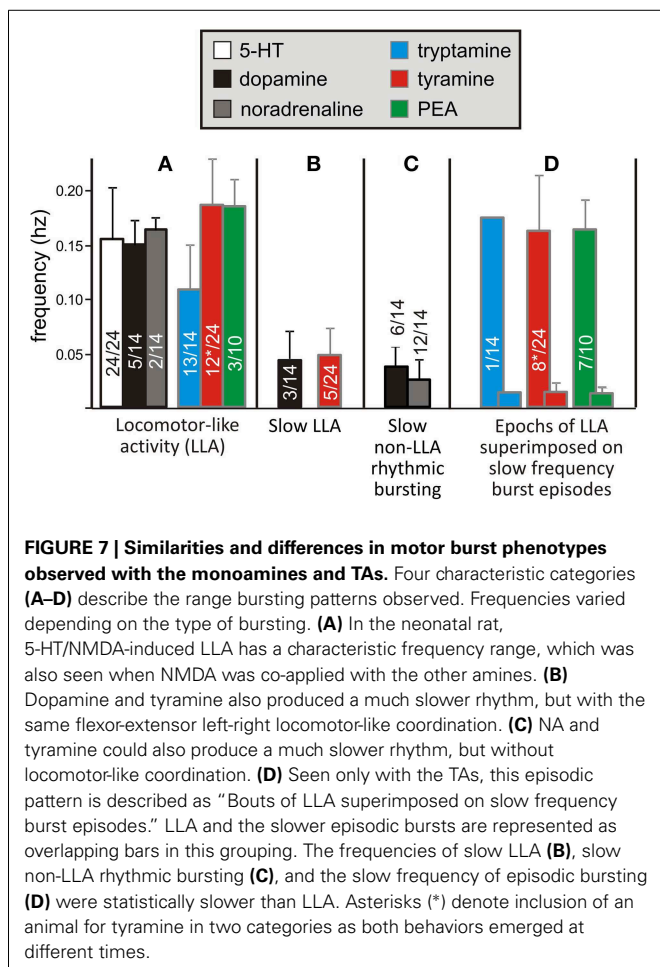 5-HT
dopamine
noradrenaline
tryptamine
tyramine
PEA
A
B
C
D
frequency (hz)
0.20
0.15
0.10
0.05
24/24
5/14
2/14
13/14
12*/24
3/10
3/14
5/24
6/14
12/14
1/14
8*/24
7/10
Locomotor-like
activity (LLA)
Slow LLA
Slow
non-LLA
rhythmic
bursting
Epochs of LLA
superimposed on
slow frequency
burst episodes
FIGURE 7 | Similarities and differences in motor burst phenotypes
observed with the monoamines and TAs. Four characteristic categories
(A–D) describe the range bursting patterns observed. Frequencies varied
depending on the type of bursting. (A) In the neonatal rat,
5-HT/NMDA-induced LLA has a characteristic frequency range, which was
also seen when NMDA was co-applied with the other amines. (B)
Dopamine and tyramine also produced a much slower rhythm, but with the
same flexor-extensor left-right locomotor-like coordination. (C) NA and
tyramine could also produce a much slower rhythm, but without
locomotor-like coordination. (D) Seen only with the TAs, this episodic
pattern is described as “Bouts of LLA superimposed on slow frequency
burst episodes.” LLA and the slower episodic bursts are represented as
overlapping bars in this grouping. The frequencies of slow LLA (B), slow
non-LLA rhythmic bursting (C), and the slow frequency of episodic bursting
(D) were statistically slower than LLA. Asterisks (*) denote inclusion of an
animal for tyramine in two categories as both behaviors emerged at
different times.